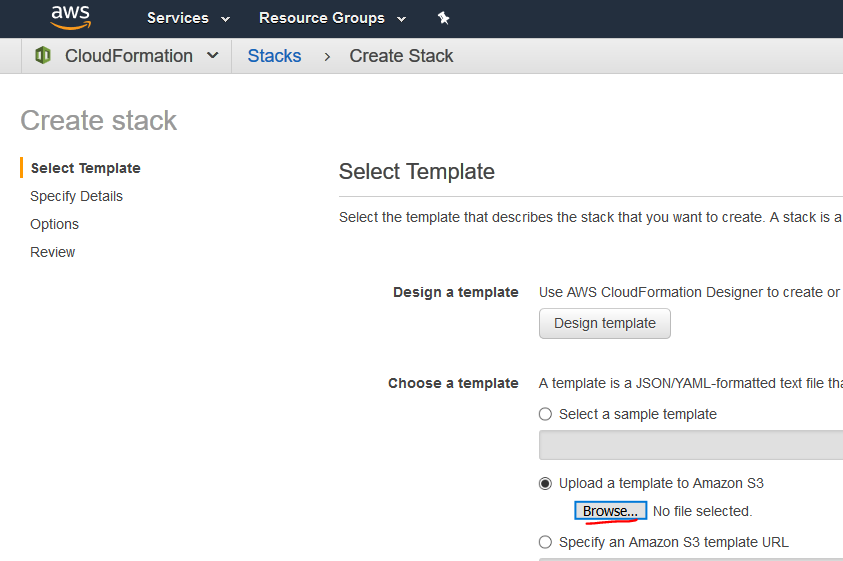 aws
Services Resource Groups
CloudFormation Stacks › Create Stack
Create stack
Select Template
Specify Details
Options
Review
Select Template
Select the template that describes the stack that you want to create. A stack is a
Design a template Use AWS CloudFormation Designer to create or
Design template
Choose a template A template is a JSON/YAML-formatted text file tha
Select a sample template
Upload a template to Amazon S3
Browse... No file selected.
Specify an Amazon S3 template URL